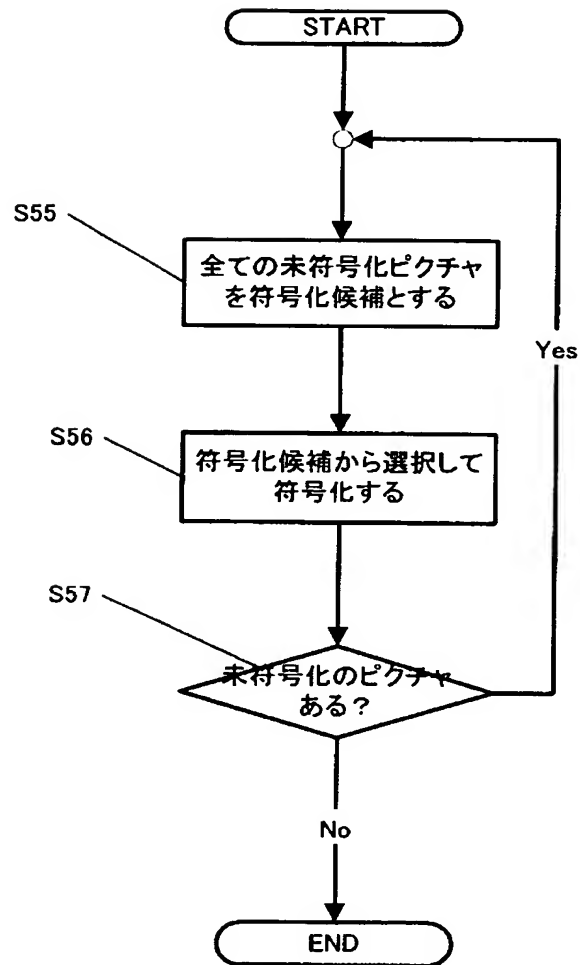 START
S55
全ての未符号化ピクチャ
を符号化候補とする
Yes
S56
符号化候補から選択して
符号化する
S57
未符号化のピクチャ
ある？
No
END